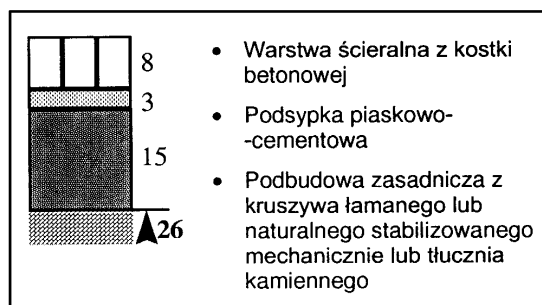 8
3
15
26
• Warstwa ścieralna z kostki
betonowej
• Podsypka piaskowo-
-cementowa
• Podbudowa zasadnicza z
kruszywa łamanego lub
naturalnego stabilizowanego
mechanicznie lub tłucznia
kamiennego